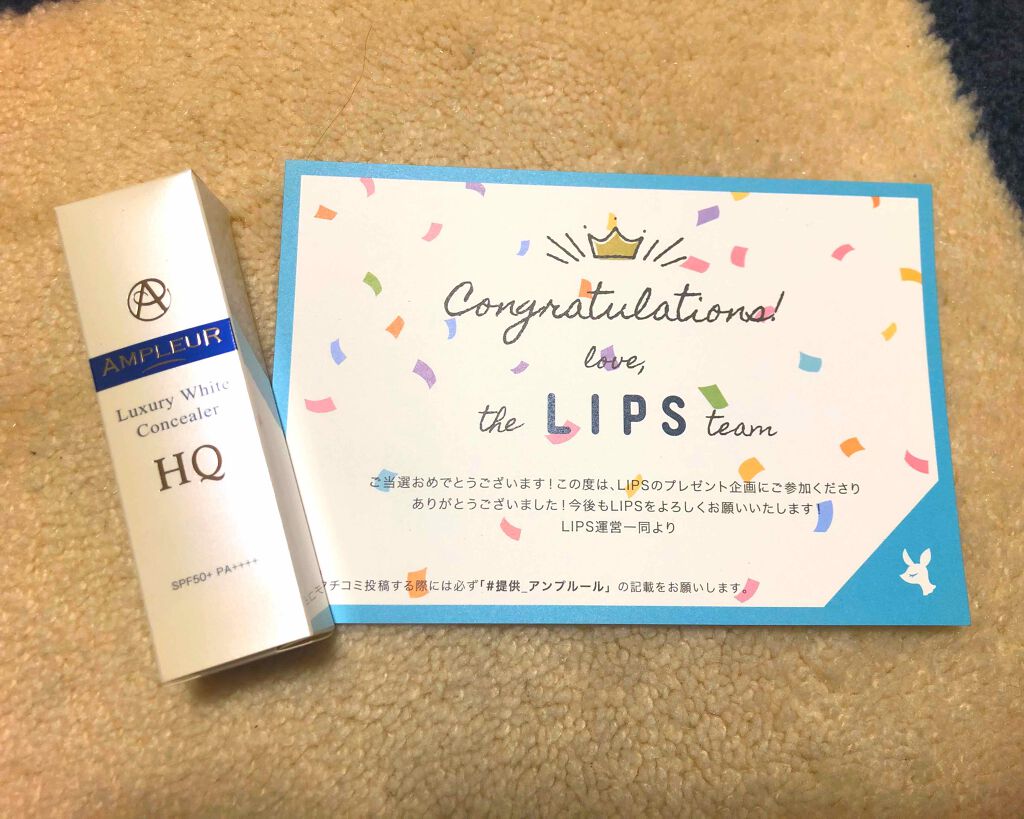 A
AMPLEUR
Luxury White
Concealer
HQ
SPF50+ PA++++
Congratulations!
love,
the LIPS team
ご当選おめでとうございます!この度は、LIPSのプレゼント企画にご参加くださり
ありがとうございました!今後もLIPSをよろしくお願いいたします!
LIPS運営一同より
コミ投稿する際には必ず「#提供_アンプルール」の記載をお願いします。